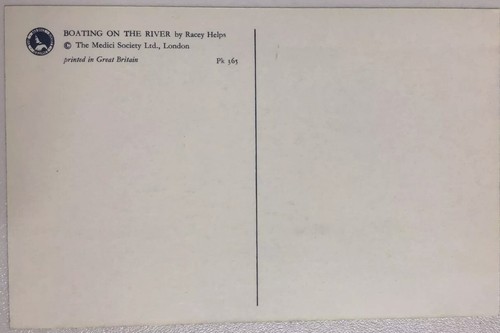 BOATING ON THE RIVER by Racey Helps
© The Medici Society Ltd., London
printed in Great Britain Pk 365